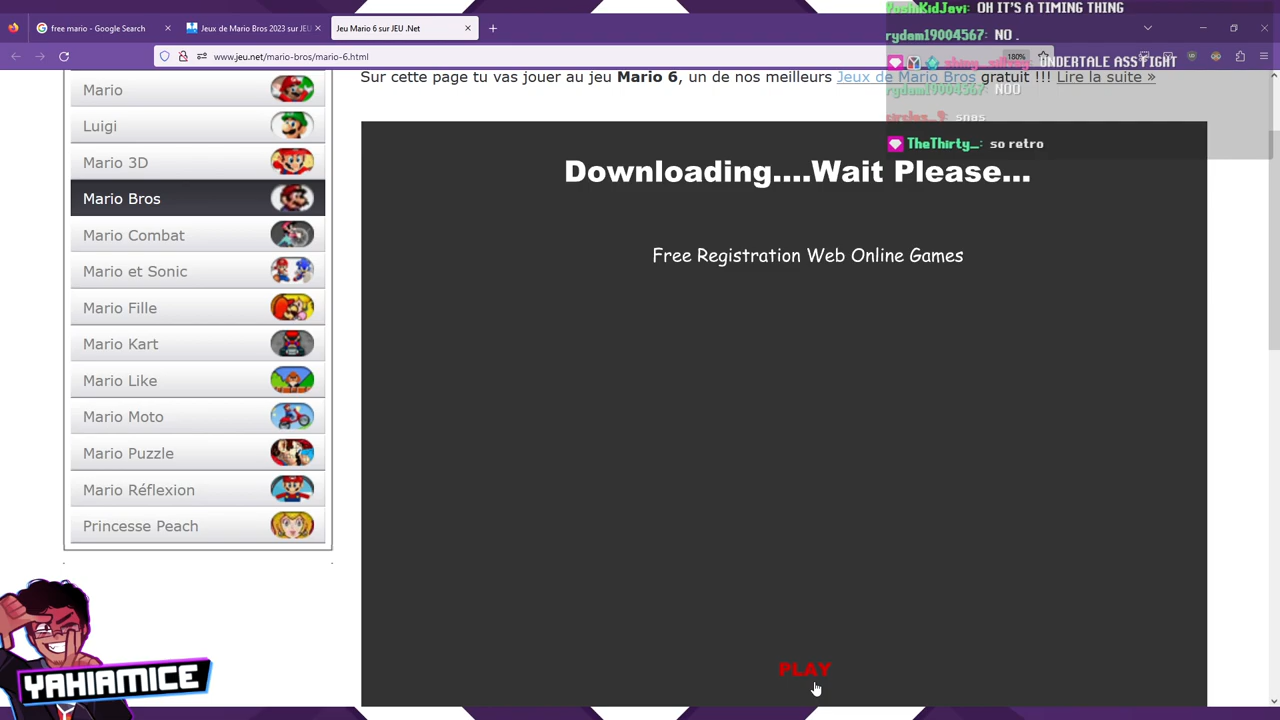 free mario - Google Search
Jeux de Mario Bros 2023 sur JEU
Jeu Mario 6 sur JEU .Net
YoshKidJavi: OH IT'S A TIMING THING
rydam19004567: NO .
www.jeu.net/mario-bros/mario-6.html
180%
UNDERTALE ASSFIGHT
rydam19004567: NOO
Sur cette page tu vas jouer au jeu Mario 6, un de nos meilleurs Jeux de Mario Bros gratuit !!! Lire la suite »
TheThirty_: so retro
Mario
Luigi
Mario 3D
Mario Bros
Mario Combat
Mario et Sonic
Mario Fille
Mario Kart
Mario Like
Mario Moto
Mario Puzzle
Mario Réflexion
Princesse Peach
Downloading....Wait Please...
Free Registration Web Online Games
PLAY
YAHIAMICE